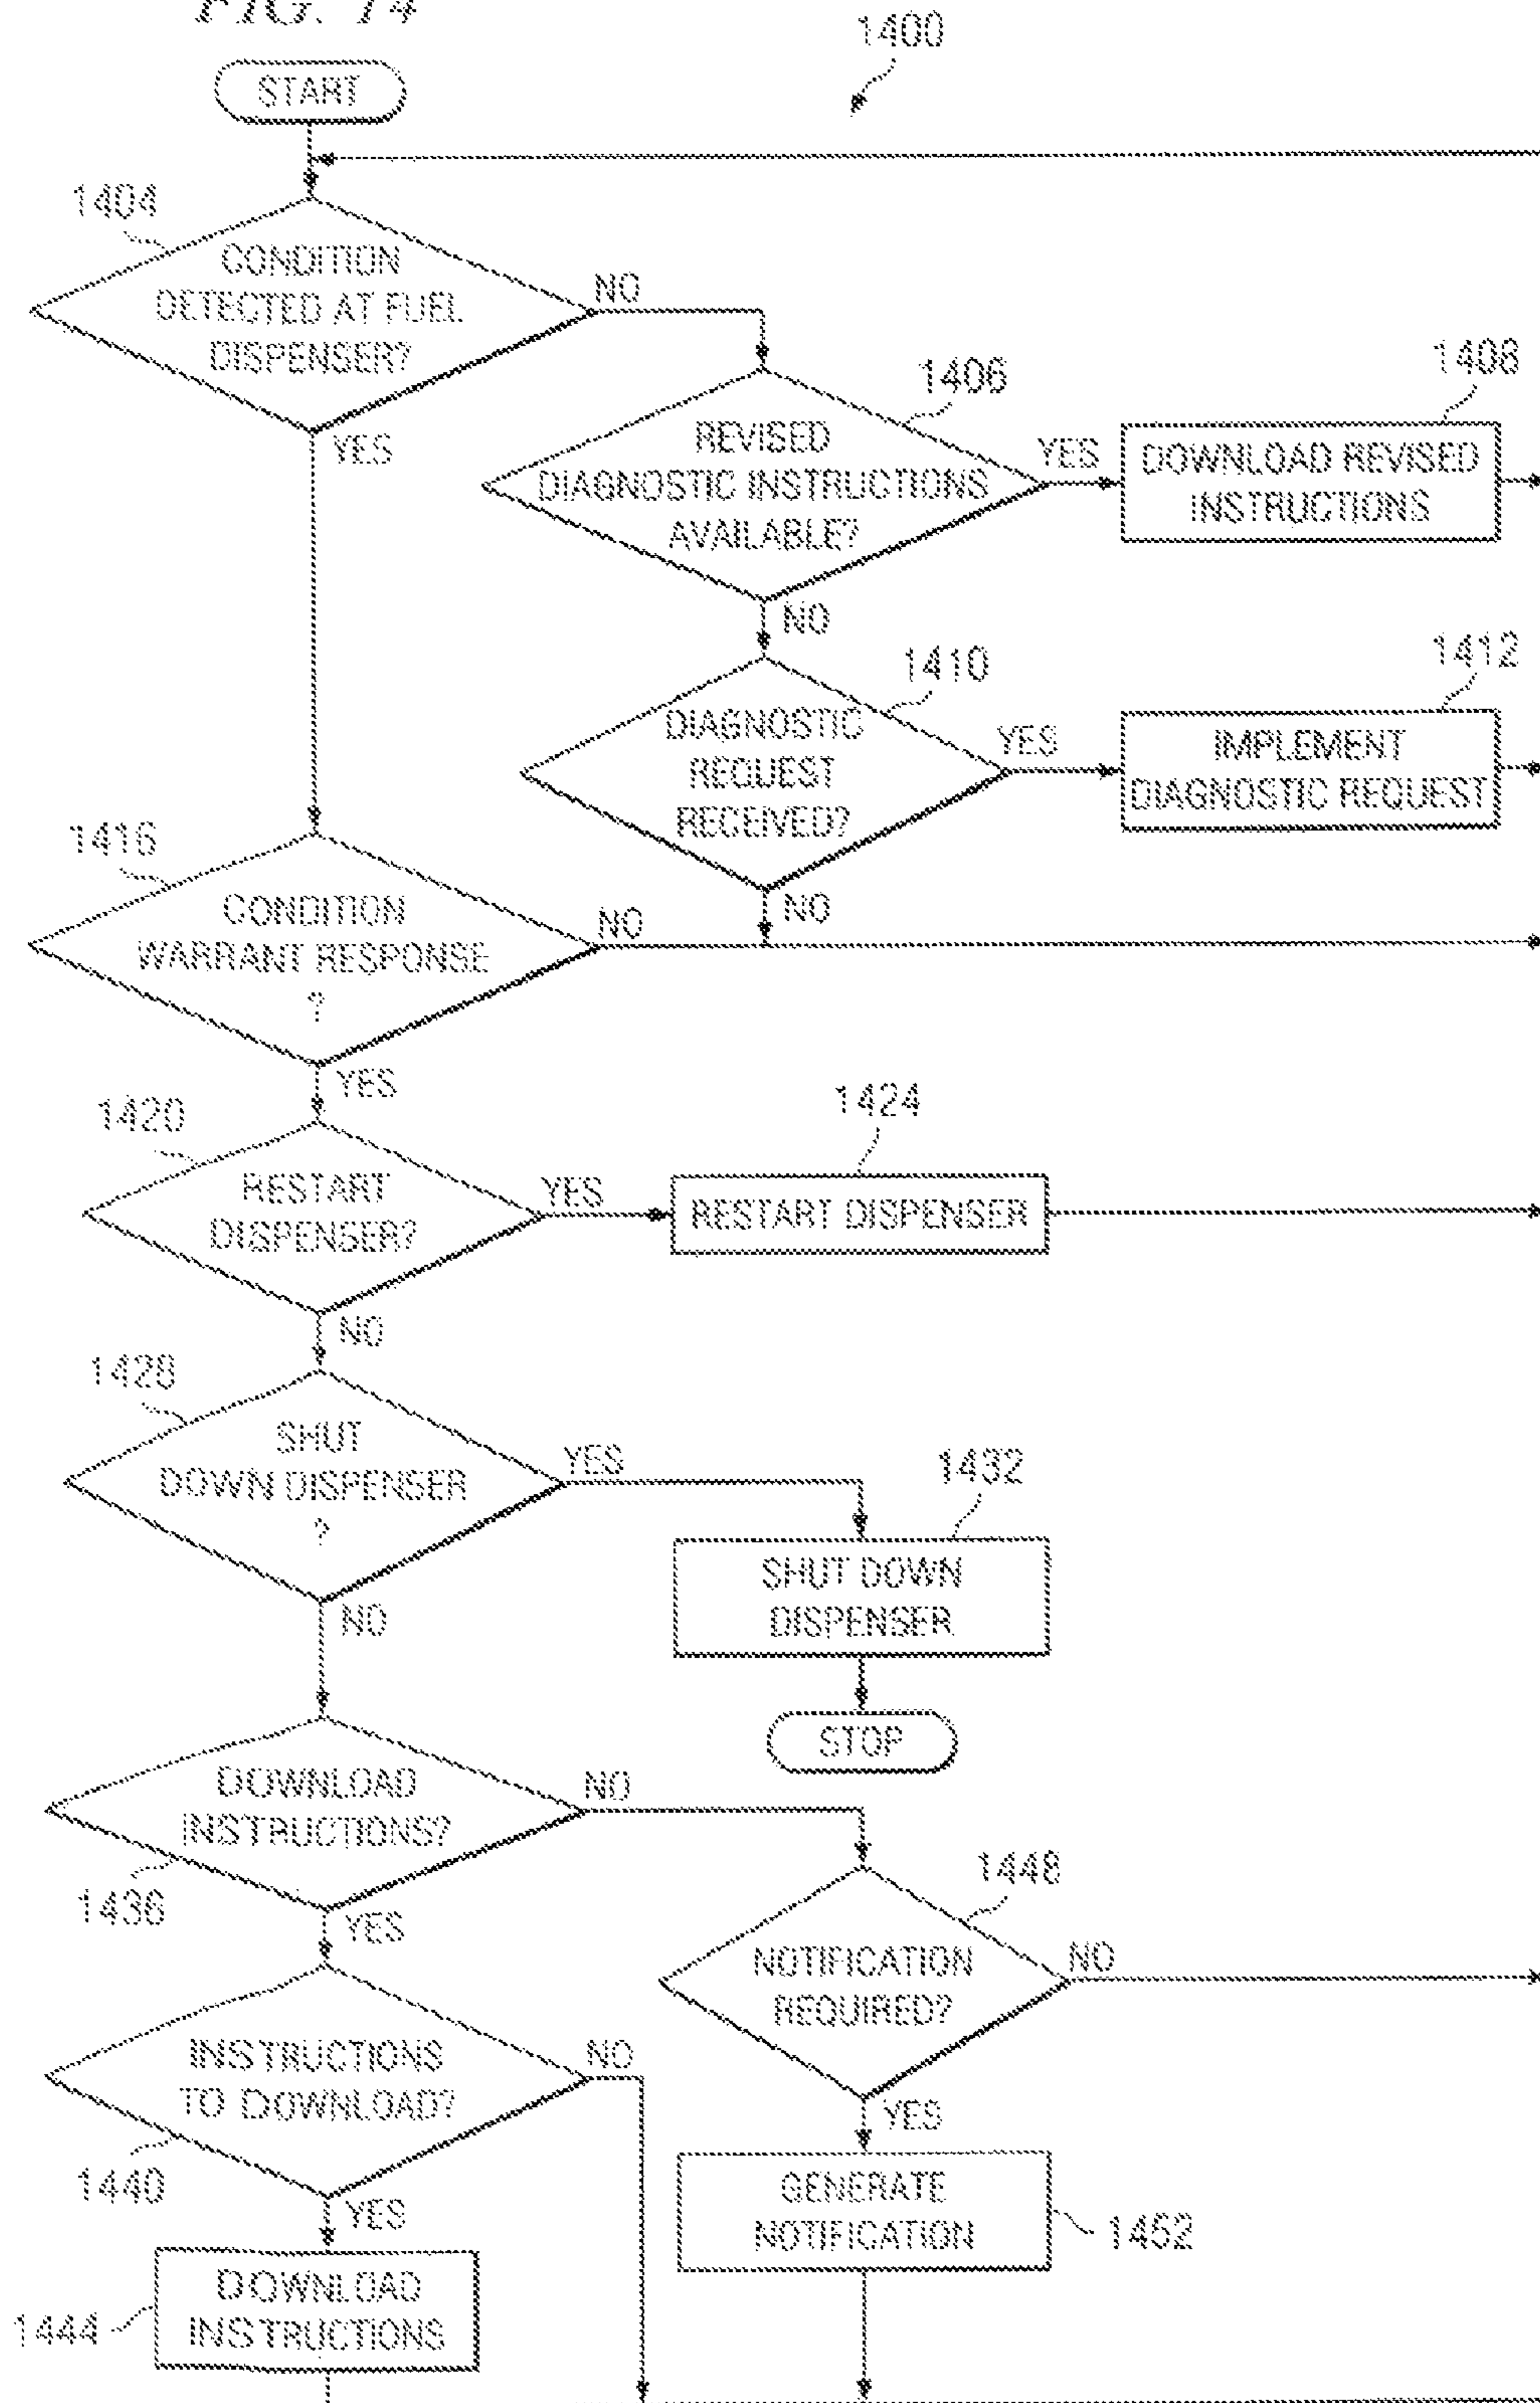 FIG. 14
1400
START
1404
CONDITION
DETECTED AT FUEL
DISPENSER?
NO
YES
1406
REVISED
DIAGNOSTIC INSTRUCTIONS
AVAILABLE?
YES
NO
1408
DOWNLOAD REVISED
INSTRUCTIONS
1410
DIAGNOSTIC
REQUEST
RECEIVED?
YES
NO
1412
IMPLEMENT
DIAGNOSTIC REQUEST
1416
CONDITION
WARRANT RESPONSE
?
NO
YES
1420
RESTART
DISPENSER?
YES
NO
1424
RESTART DISPENSER
1428
SHUT
DOWN DISPENSER
?
YES
NO
1432
SHUT DOWN
DISPENSER
STOP
DOWNLOAD
INSTRUCTIONS?
NO
1436
YES
1448
NOTIFICATION
REQUIRED?
NO
YES
INSTRUCTIONS
TO DOWNLOAD?
NO
1440
YES
GENERATE
NOTIFICATION
1452
DOWNLOAD
INSTRUCTIONS
1444